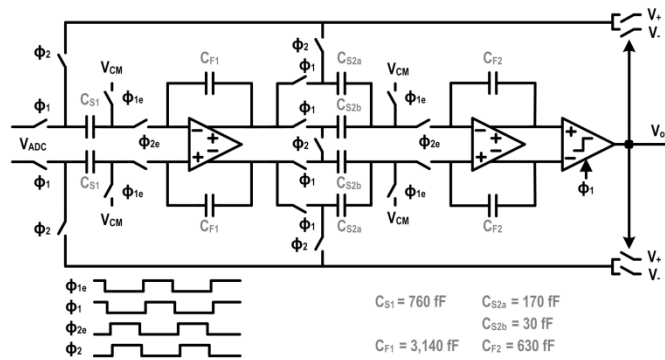 V+
V-
Φ2
Φ2
CF1
CS2a
CF2
VCM
Φ1
VCM
Φ1
CS1
Φ1e
Φ1
CS2b
Φ1e
Φ2e
Φ2
Φ2e
Vo
VADC
Φ1
CS1
Φ1e
Φ1
CS2b
Φ1e
Φ1
VCM
CF1
Φ1
CS2a
VCM
CF2
Φ2
Φ2
V+
V-
Φ1e
Φ1
Φ2e
Φ2
CS1 = 760 fF CS2a = 170 fF
CS2b = 30 fF
CF1 = 3,140 fF CF2 = 630 fF